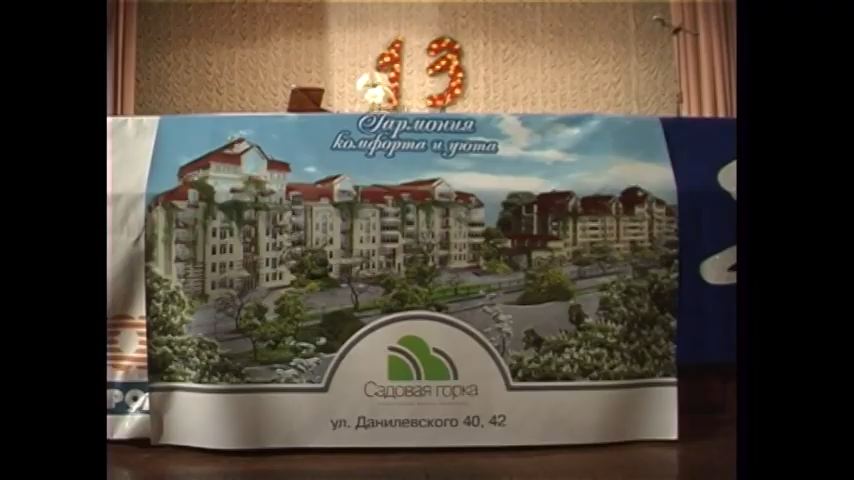 13
Гармония
комфорта и уюта
Садовая горка
ул. Данилевского 40, 42